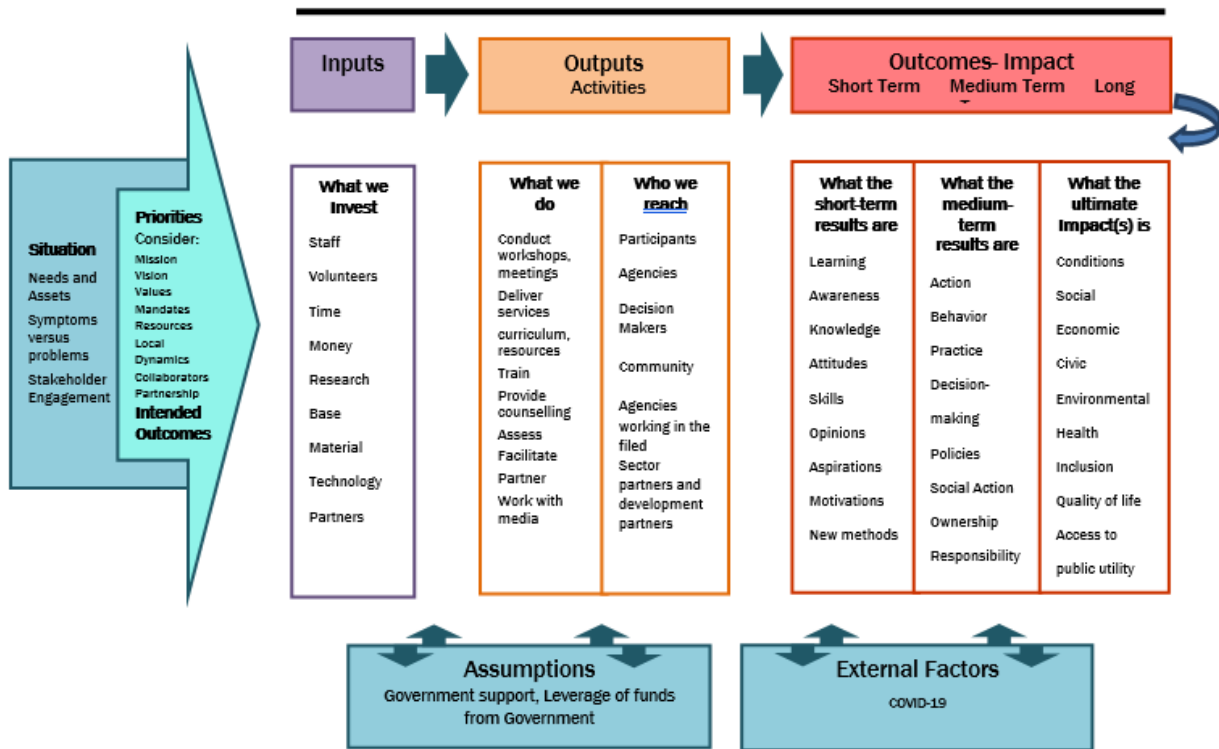 Inputs
Outputs
Activities
Outcomes- Impact
Short Term Medium Term Long
Situation
Needs and
Assets
Symptoms
versus
problems
Stakeholder
Engagement
Priorities
Consider:
Mission
Vision
Values
Mandates
Resources
Local
Dynamics
Collaborators
Partnership
Intended
Outcomes
What we
Invest
Staff
Volunteers
Time
Money
Research
Base
Material
Technology
Partners
What we
do
Conduct
workshops,
meetings
Deliver
services
curriculum,
resources
Train
Provide
counselling
Assess
Facilitate
Partner
Work with
media
Who we
reach
Participants
Agencies
Decision
Makers
Community
Agencies
working in the
filed
Sector
partners and
development
partners
What the
short-term
results are
Learning
Awareness
Knowledge
Attitudes
Skills
Opinions
Aspirations
Motivations
New methods
What the
medium-
term
results are
Action
Behavior
Practice
Decision-
making
Policies
Social Action
Ownership
Responsibility
What the
ultimate
Impact(s) is
Conditions
Social
Economic
Civic
Environmental
Health
Inclusion
Quality of life
Access to
public utility
Assumptions
Government support, Leverage of funds
from Government
External Factors
COVID-19